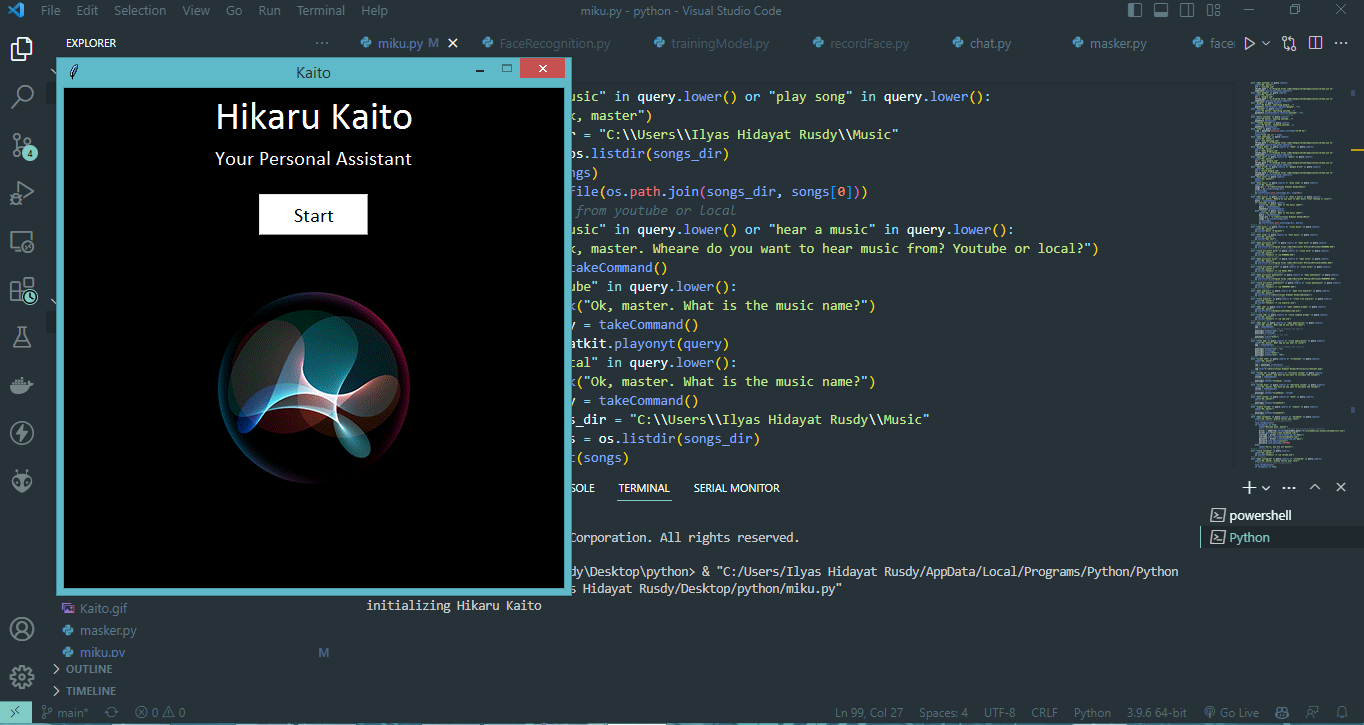 File Edit Selection View Go Run Terminal Help
miku.py - python - Visual Studio Code
EXPLORER
miku.py M
FaceRecognition.py
trainingModel.py
recordFace.py
chat.py
masker.py
facer
Kaito
Hikaru Kaito
Your Personal Assistant
Start
usic" in query.lower() or "play song" in query.lower():
k, master")
r = "C:\\Users\\Ilyas Hidayat Rusdy\\Music"
os.listdir(songs_dir)
ngs)
file(os.path.join(songs_dir, songs[0]))
from youtube or local
usic" in query.lower() or "hear a music" in query.lower():
k, master. Wheare do you want to hear music from? Youtube or local?")
takeCommand()
ube" in query.lower():
k("Ok, master. What is the music name?")
y = takeCommand()
atkit.playonyt(query)
cal" in query.lower():
k("Ok, master. What is the music name?")
y = takeCommand()
s_dir = "C:\\Users\\Ilyas Hidayat Rusdy\\Music"
s = os.listdir(songs_dir)
t(songs)
SOLE TERMINAL SERIAL MONITOR
powershell
Python
Corporation. All rights reserved.
dy\Desktop\python> & "C:/Users/Ilyas Hidayat Rusdy/AppData/Local/Programs/Python/Python
s Hidayat Rusdy/Desktop/python/miku.py"
initializing Hikaru Kaito
4
Kaito.gif
masker.py
miku.py M
OUTLINE
TIMELINE
main* 0 0
Ln 99, Col 27 Spaces: 4 UTF-8 CRLF Python 3.9.6 64-bit Go Live